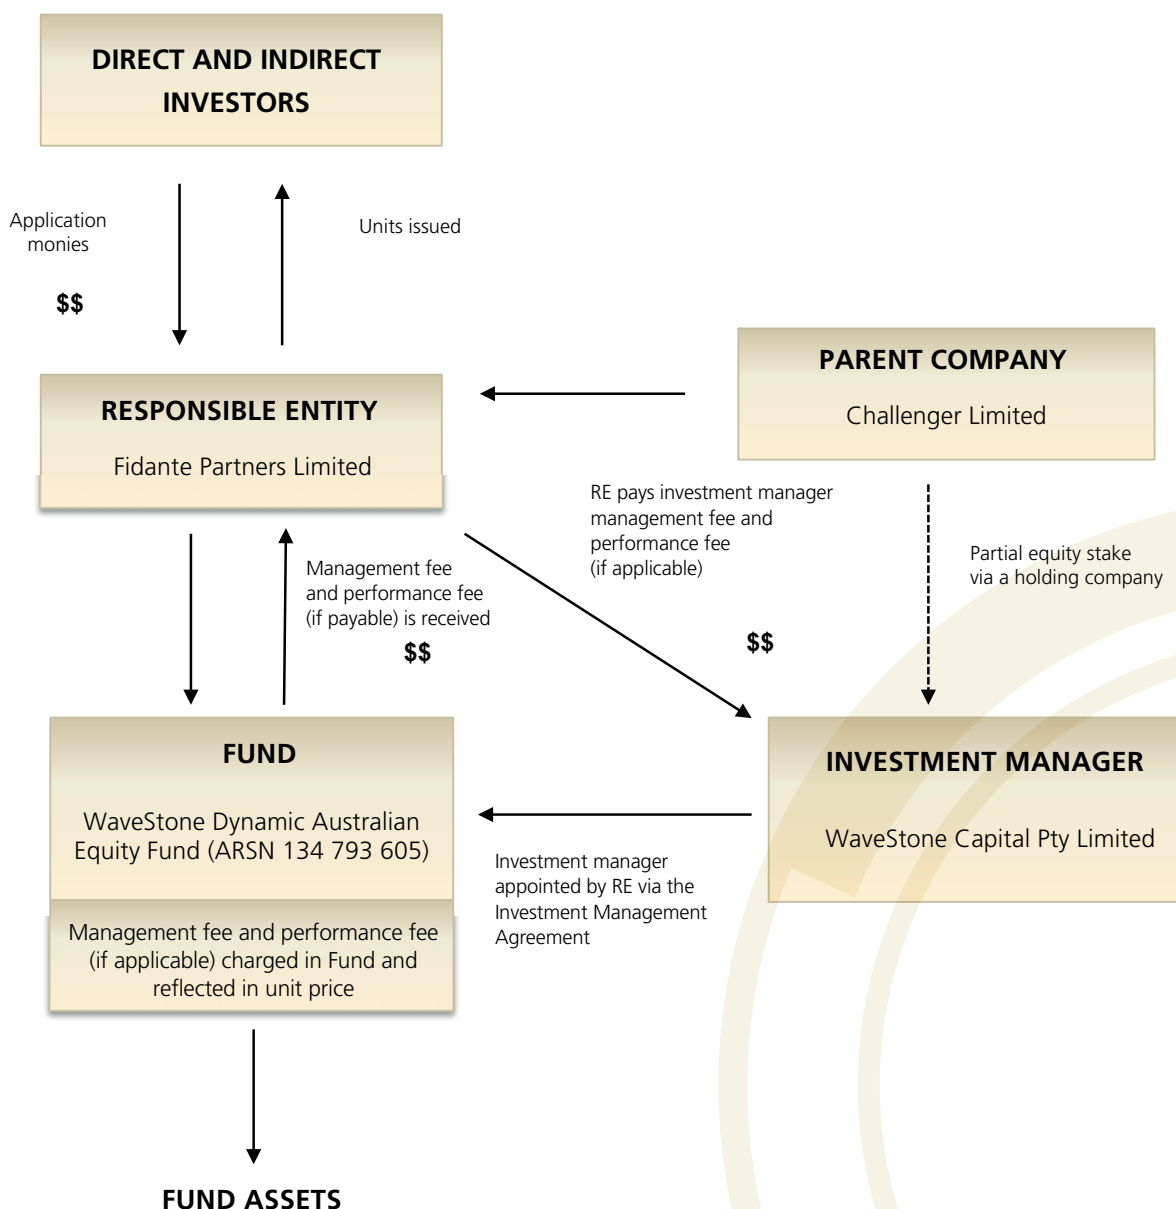 DIRECT AND INDIRECT
INVESTORS
Application
monies
$$
Units issued
PARENT COMPANY
Challenger Limited
RESPONSIBLE ENTITY
Fidante Partners Limited
RE pays investment manager
management fee and
performance fee
(if applicable)
Partial equity stake
via a holding company
Management fee
and performance fee
(if payable) is received
$$
$$
FUND
WaveStone Dynamic Australian
Equity Fund (ARSN 134 793 605)
Management fee and performance fee
(if applicable) charged in Fund and
reflected in unit price
INVESTMENT MANAGER
WaveStone Capital Pty Limited
Investment manager
appointed by RE via the
Investment Management
Agreement
FUND ASSETS